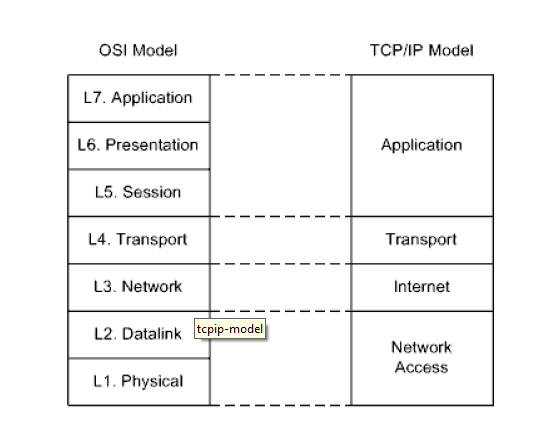 OSI Model
TCP/IP Model
L7. Application
L6. Presentation
L5. Session
L4. Transport
L3. Network
L2. Datalink
L1. Physical
tcpip-model
Application
Transport
Internet
Network
Access